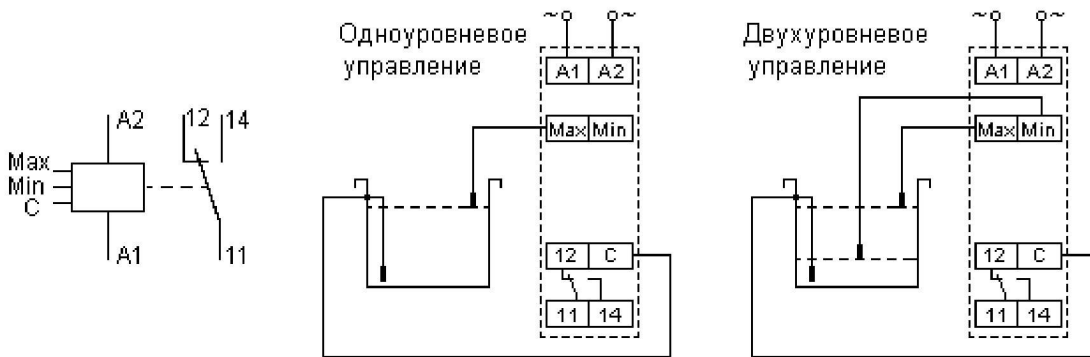 A2
12 14
Max
Min
C
A1
11
Одноуровневое
управление
~ ~
A1 A2
Max Min
12 C
11 14
Двухуровневое
управление
~ ~
A1 A2
Max Min
12 C
11 14